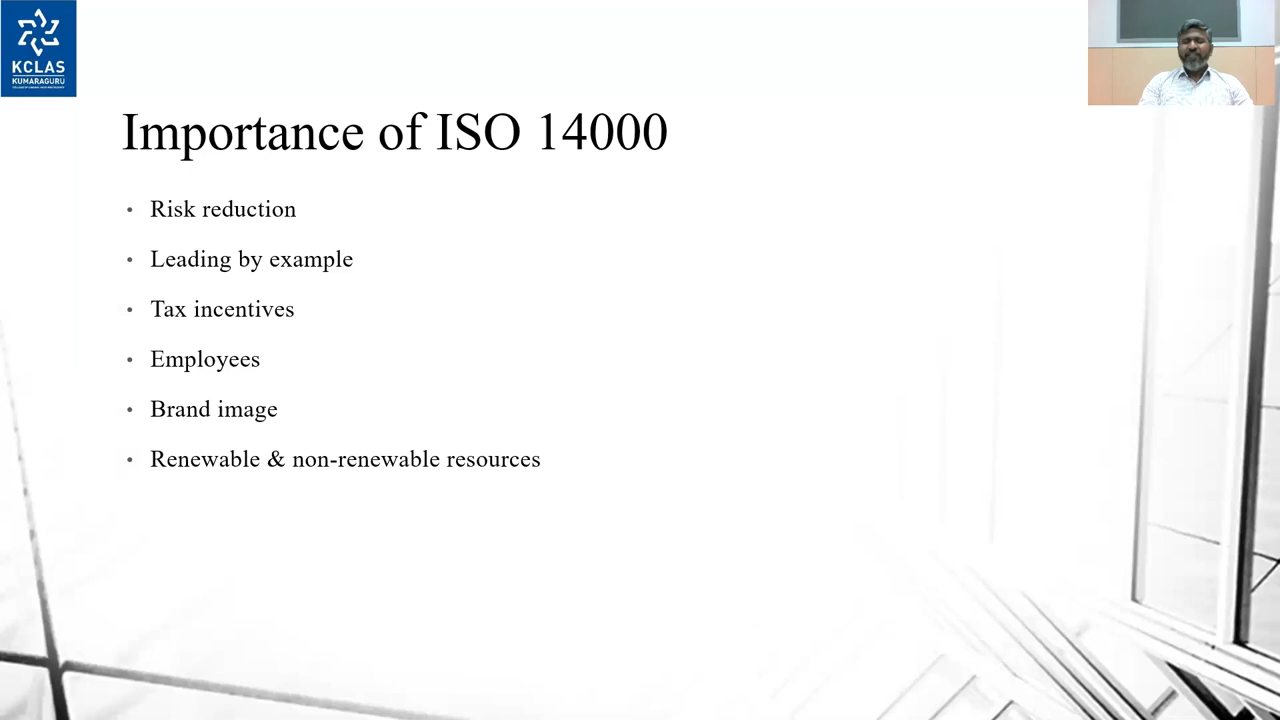 KCLAS
KUMARAGURU
Importance of ISO 14000
• Risk reduction
• Leading by example
• Tax incentives
• Employees
• Brand image
• Renewable & non-renewable resources